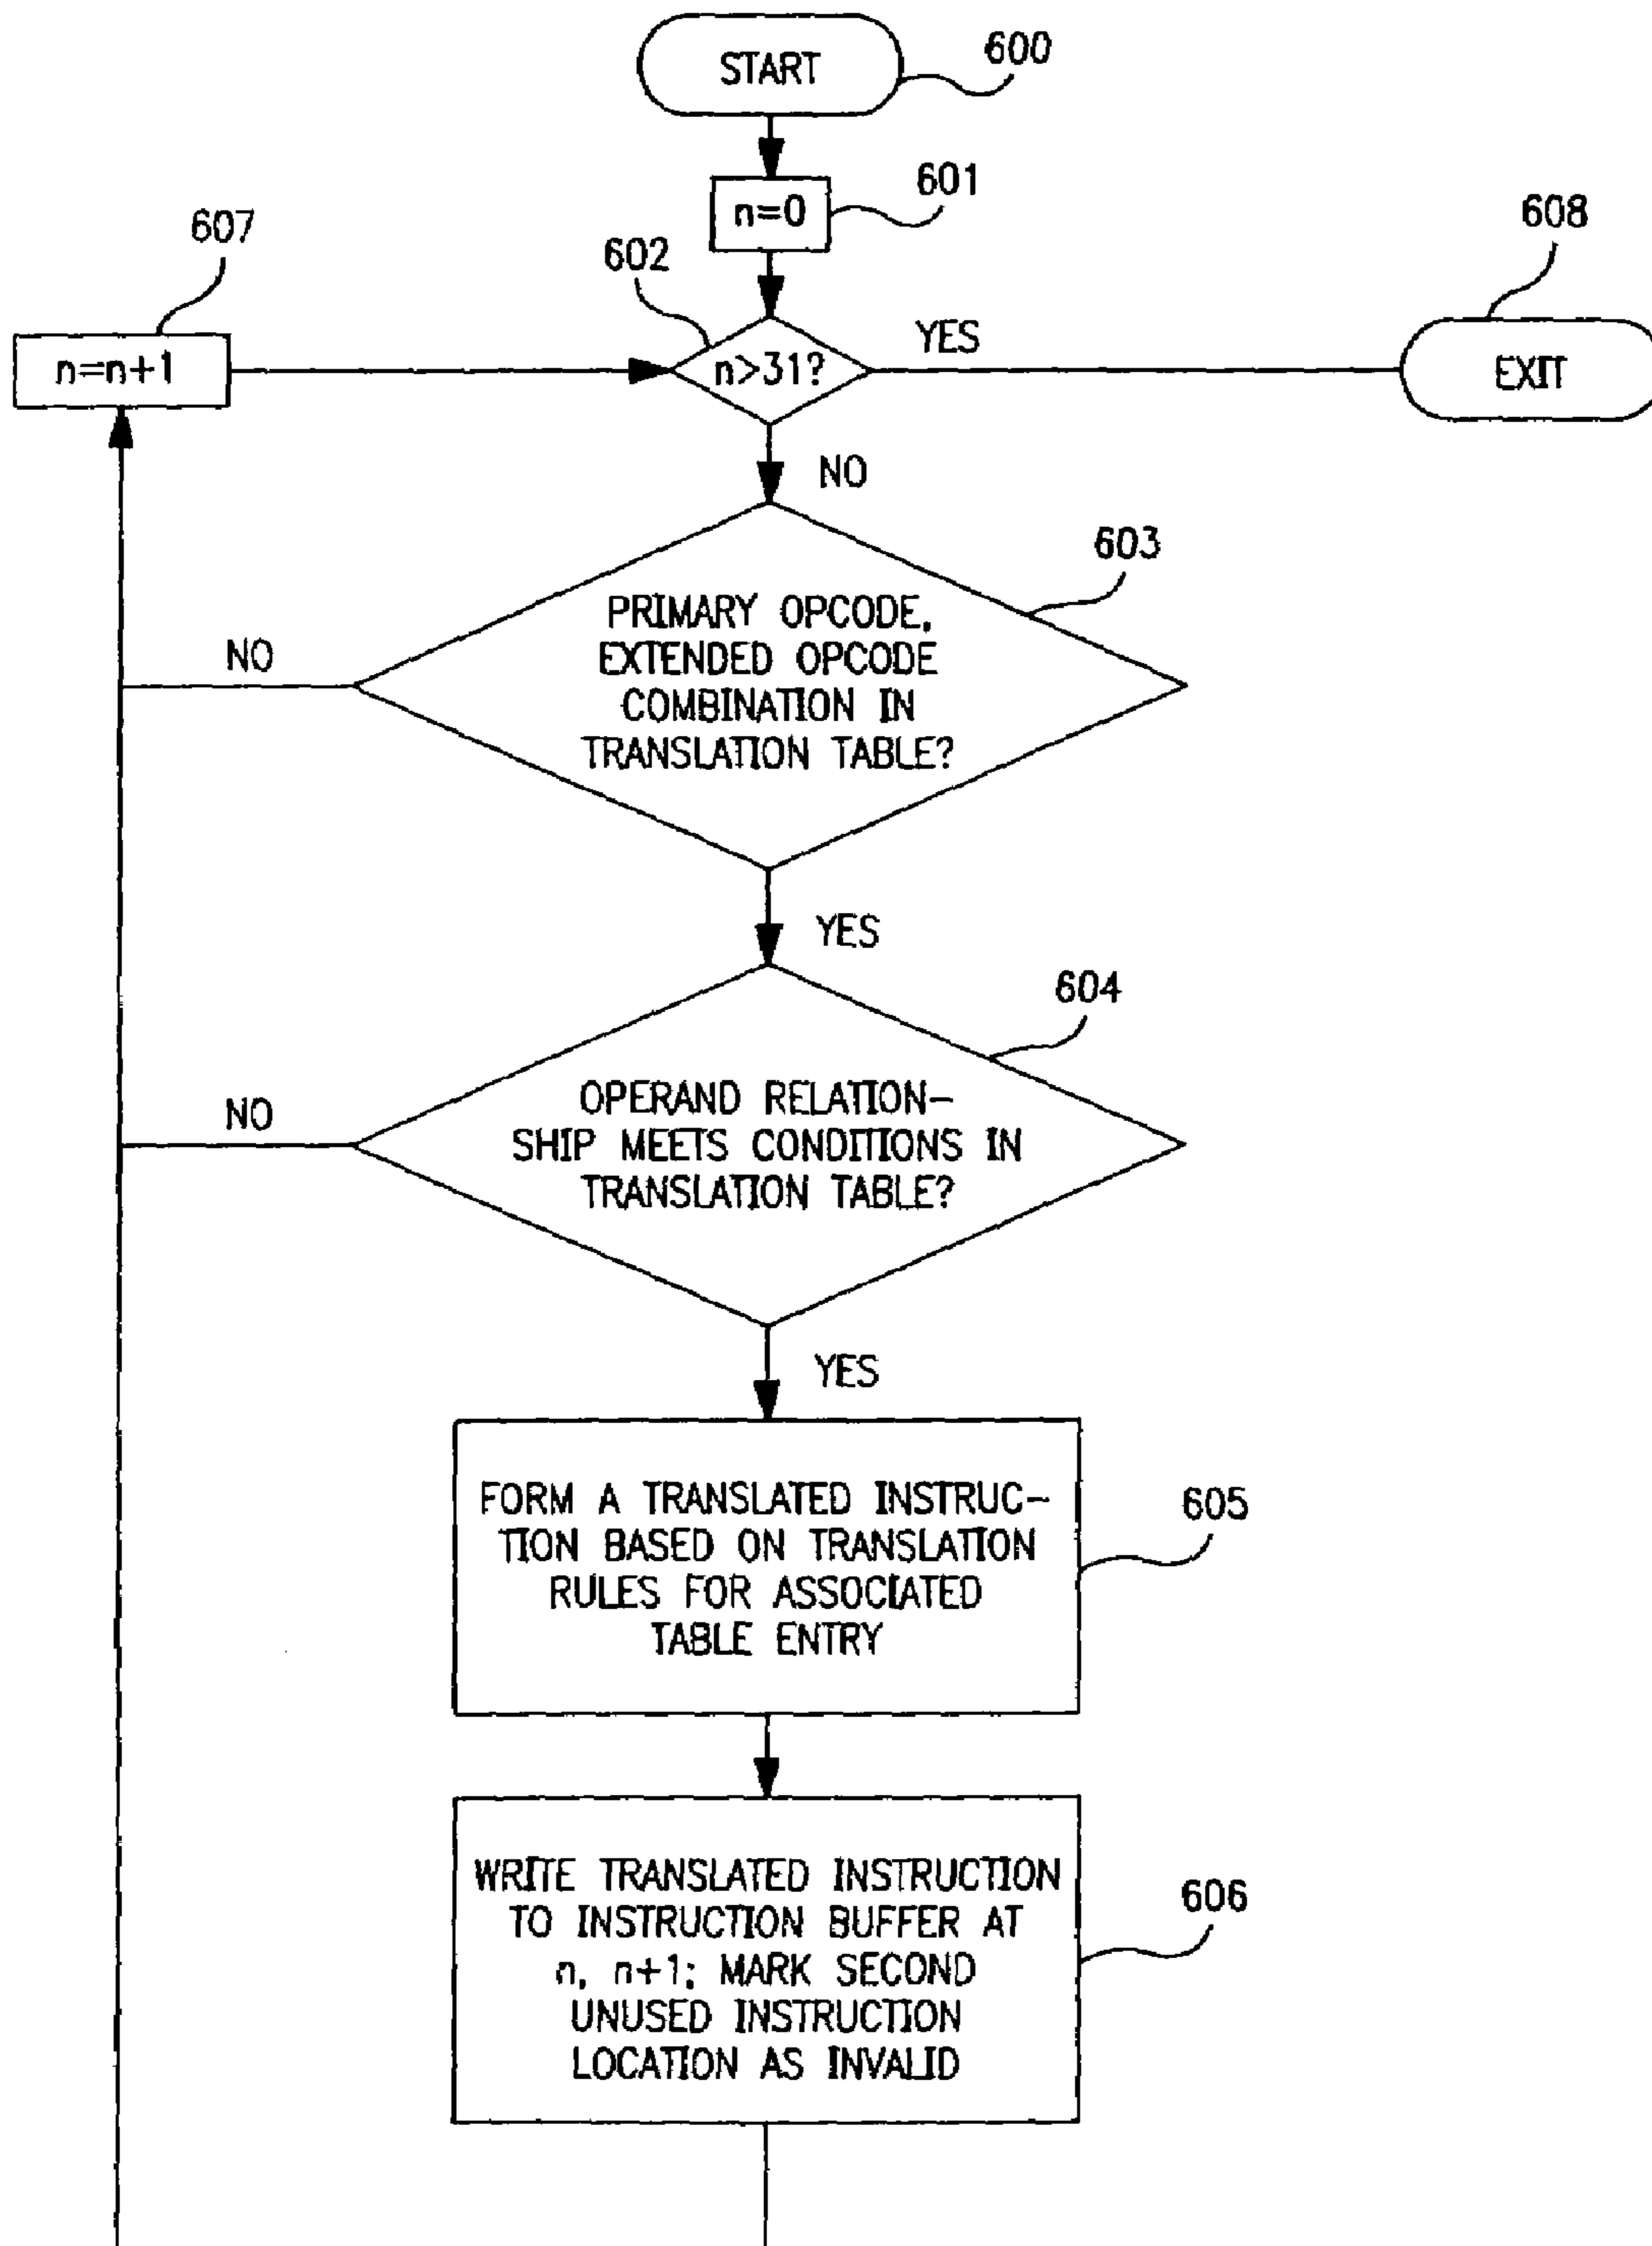 START
600
n=0
601
607
602
608
n=n+1
n>31?
YES
EXIT
NO
603
PRIMARY OPCODE,
EXTENDED OPCODE
COMBINATION IN
TRANSLATION TABLE?
NO
YES
604
OPERAND RELATION-
SHIP MEETS CONDITIONS IN
TRANSLATION TABLE?
NO
YES
FORM A TRANSLATED INSTRUC-
TION BASED ON TRANSLATION
RULES FOR ASSOCIATED
TABLE ENTRY
605
WRITE TRANSLATED INSTRUCTION
TO INSTRUCTION BUFFER AT
n, n+1; MARK SECOND
UNUSED INSTRUCTION
LOCATION AS INVALID
606